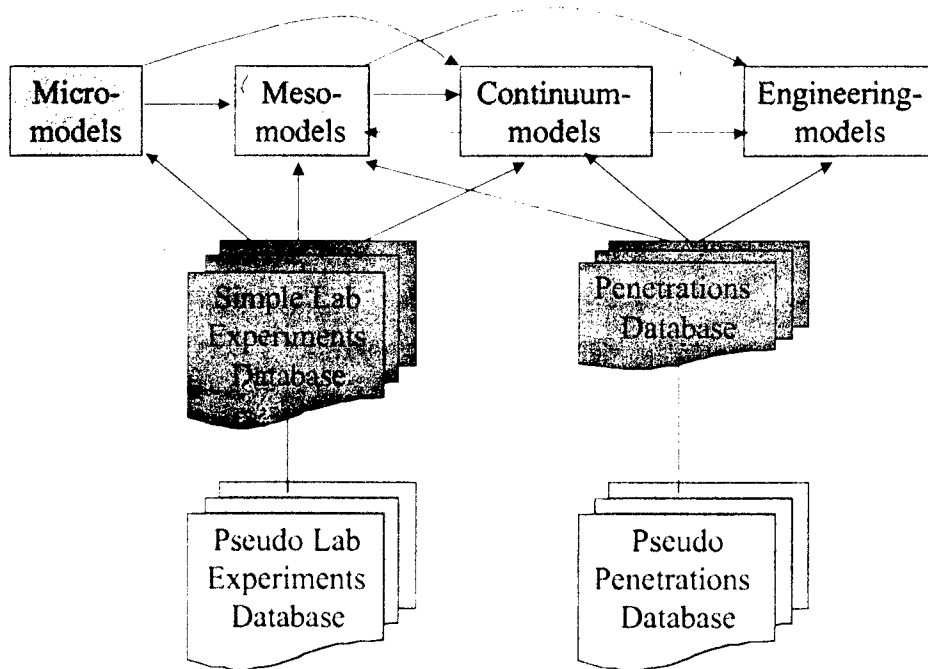 Micro-
models
Meso-
models
Continuum-
models
Engineering-
models
Simple Lab
Experiments
Database
Penetrations
Database
Pseudo Lab
Experiments
Database
Pseudo
Penetrations
Database